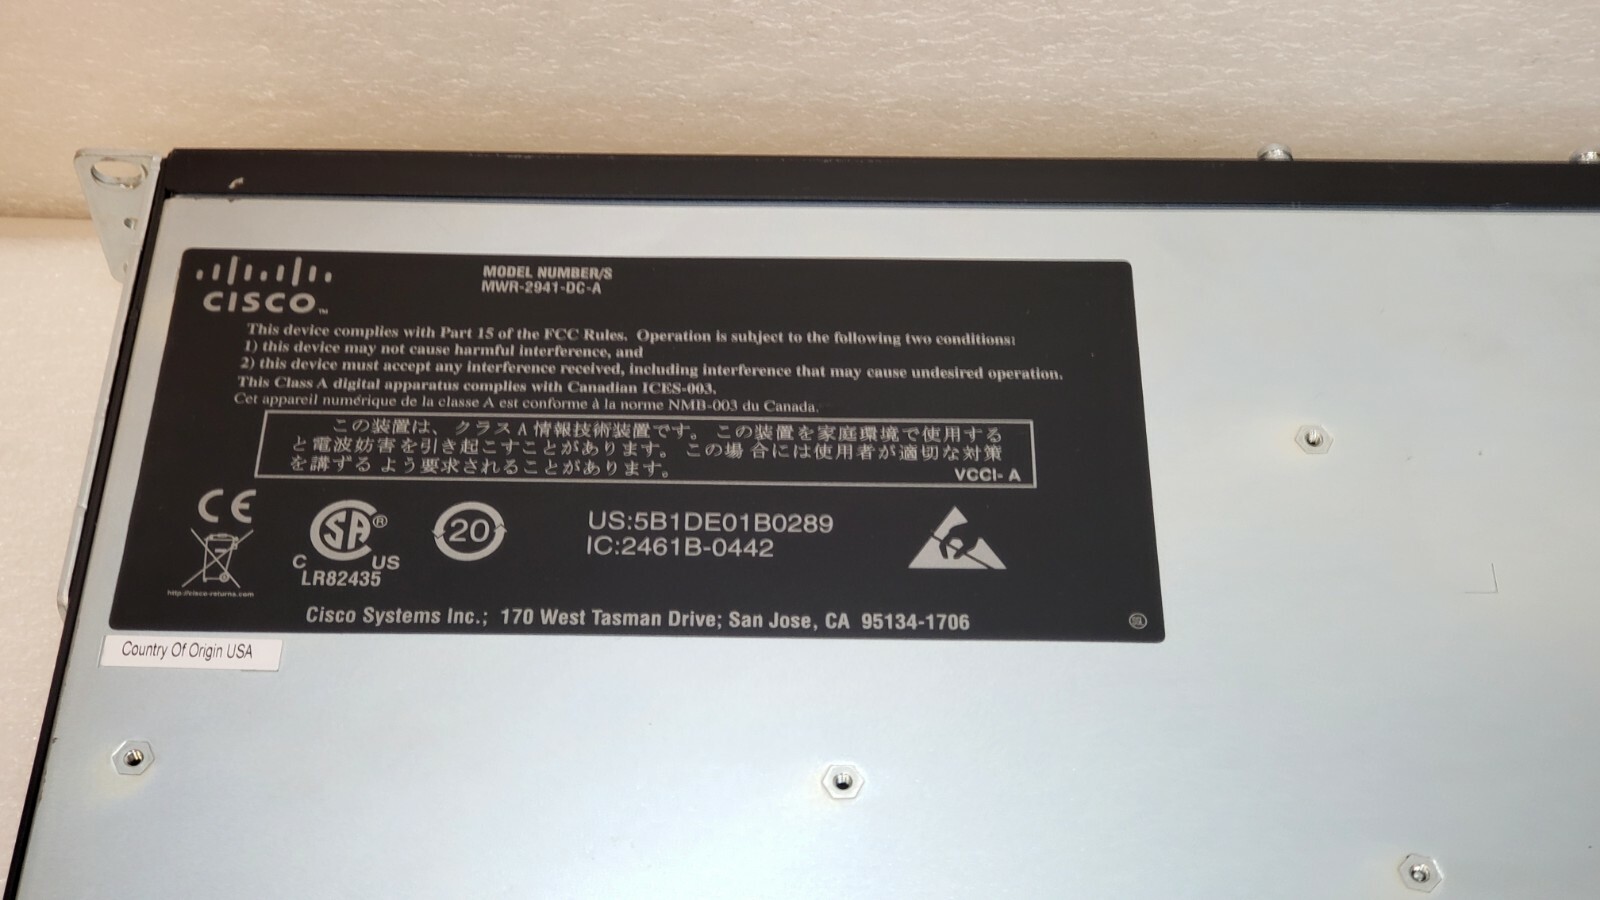 CISCO™
MODEL NUMBER/S
MWR-2941-DC-A
This device complies with Part 15 of the FCC Rules. Operation is subject to the following two conditions:
1) this device may not cause harmful interference, and
2) this device must accept any interference received, including interference that may cause undesired operation.
This Class A digital apparatus complies with Canadian ICES-003.
Cet appareil numérique de la classe A est conforme à la norme NMB-003 du Canada.
この装置は、クラスA情報技術装置です。この装置を家庭環境で使用する
と電波妨害を引き起こすことがあります。この場合には使用者が適切な対策
を講ずるよう要求されることがあります。
VCCI- A
CE
SA®
C US
LR82435
20
US:5B1DE01B0289
IC:2461B-0442
http://cisco-returns.com
Cisco Systems Inc.; 170 West Tasman Drive; San Jose, CA 95134-1706
Country Of Origin USA